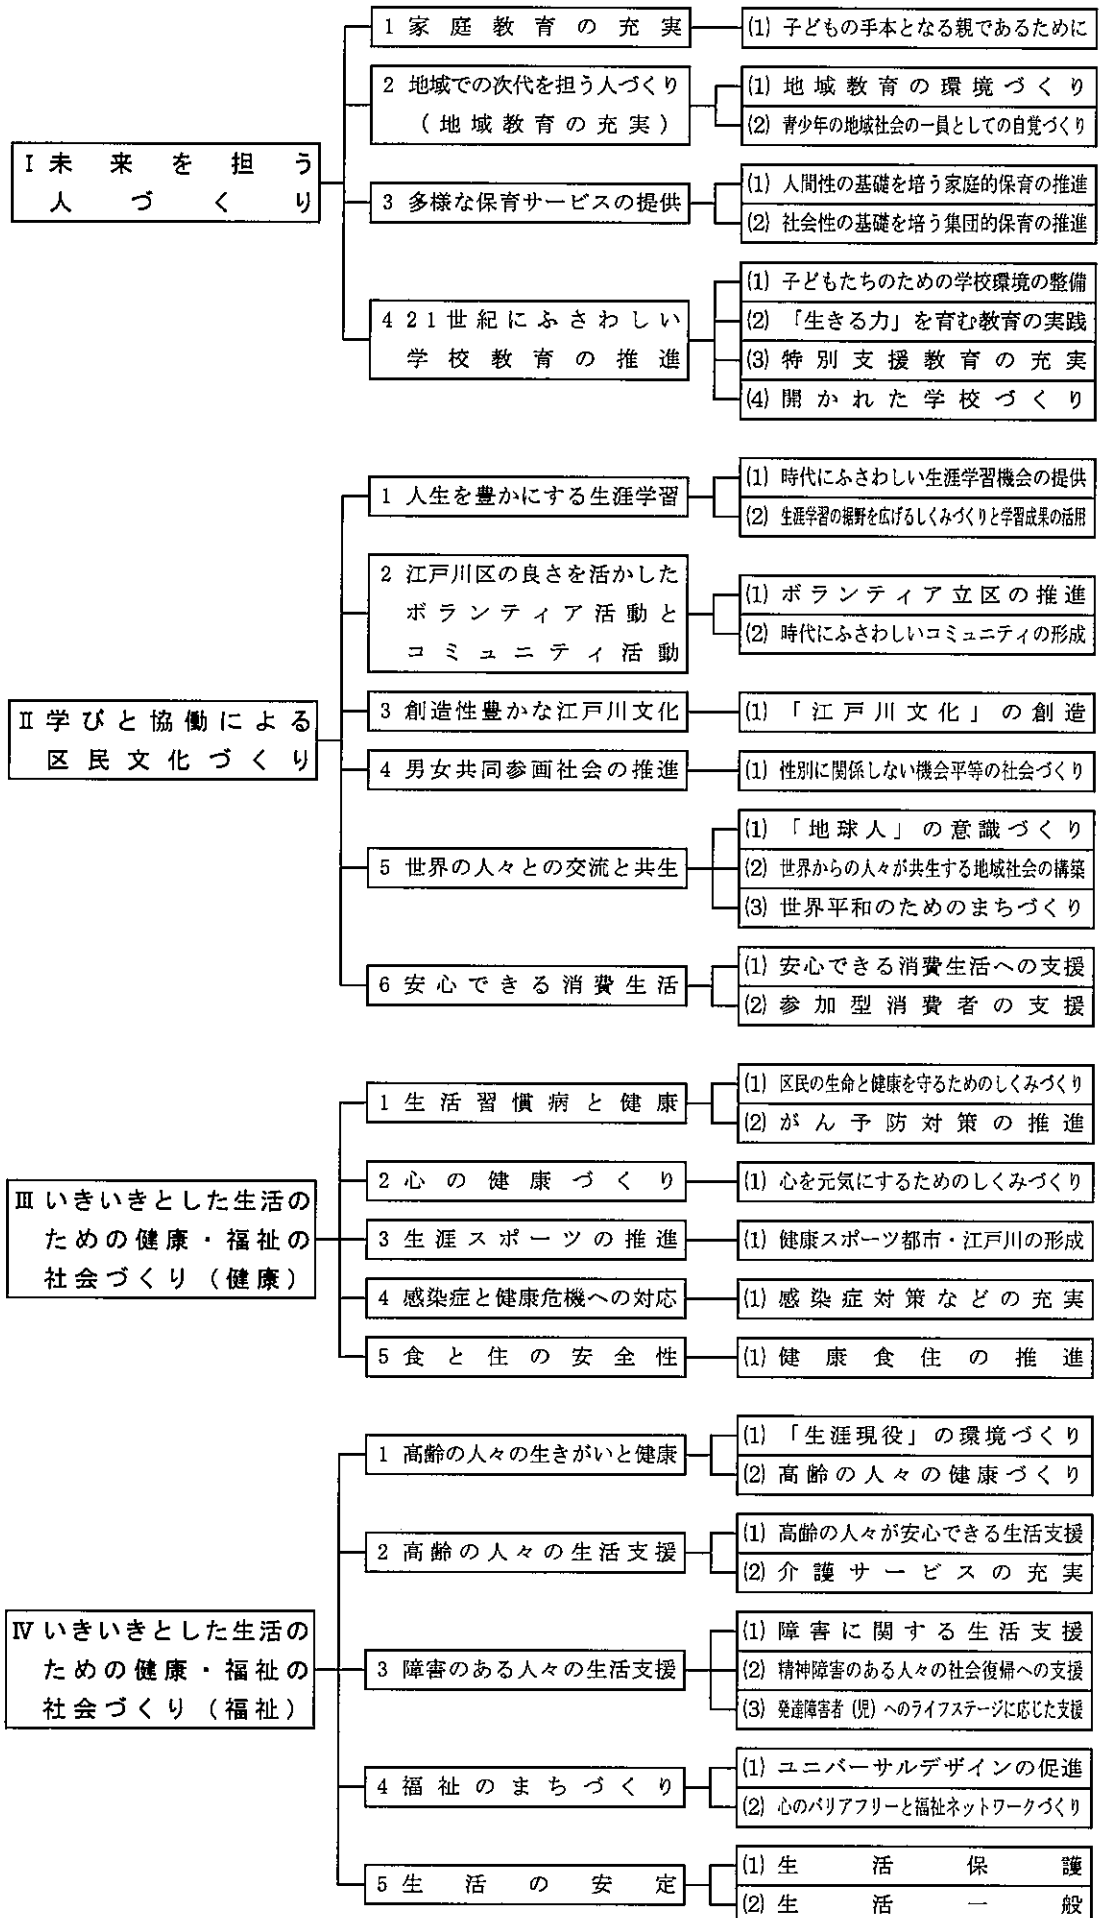 I 未来を担う
人づくり
1 家庭教育の充実
(1) 子どもの手本となる親であるために
2 地域での次代を担う人づくり
(地域教育の充実)
(1) 地域教育の環境づくり
(2) 青少年の地域社会の一員としての自覚づくり
3 多様な保育サービスの提供
(1) 人間性の基礎を培う家庭的保育の推進
(2) 社会性の基礎を培う集団的保育の推進
4 21世紀にふさわしい
学校教育の推進
(1) 子どもたちのための学校環境の整備
(2) 「生きる力」を育む教育の実践
(3) 特別支援教育の充実
(4) 開かれた学校づくり
II 学びと協働による
区民文化づくり
1 人生を豊かにする生涯学習
(1) 時代にふさわしい生涯学習機会の提供
(2) 生涯学習の裾野を広げるしくみづくりと学習成果の活用
2 江戸川区の良さを活かした
ボランティア活動と
コミュニティ活動
(1) ボランティア立区の推進
(2) 時代にふさわしいコミュニティの形成
3 創造性豊かな江戸川文化
(1) 「江戸川文化」の創造
4 男女共同参画社会の推進
(1) 性別に関係しない機会平等の社会づくり
5 世界の人々との交流と共生
(1) 「地球人」の意識づくり
(2) 世界からの人々が共生する地域社会の構築
(3) 世界平和のためのまちづくり
6 安心できる消費生活
(1) 安心できる消費生活への支援
(2) 参加型消費者の支援
III いきいきとした生活の
ための健康・福祉の
社会づくり(健康)
1 生活習慣病と健康
(1) 区民の生命と健康を守るためのしくみづくり
(2) がん予防対策の推進
2 心の健康づくり
(1) 心を元気にするためのしくみづくり
3 生涯スポーツの推進
(1) 健康スポーツ都市・江戸川の形成
4 感染症と健康危機への対応
(1) 感染症対策などの充実
5 食と住の安全性
(1) 健康食住の推進
IV いきいきとした生活の
ための健康・福祉の
社会づくり(福祉)
1 高齢の人々の生きがいと健康
(1) 「生涯現役」の環境づくり
(2) 高齢の人々の健康づくり
2 高齢の人々の生活支援
(1) 高齢の人々が安心できる生活支援
(2) 介護サービスの充実
3 障害のある人々の生活支援
(1) 障害に関する生活支援
(2) 精神障害のある人々の社会復帰への支援
(3) 発達障害者(児)へのライフステージに応じた支援
4 福祉のまちづくり
(1) ユニバーサルデザインの促進
(2) 心のバリアフリーと福祉ネットワークづくり
5 生活の安定
(1) 生活保護
(2) 生活一般